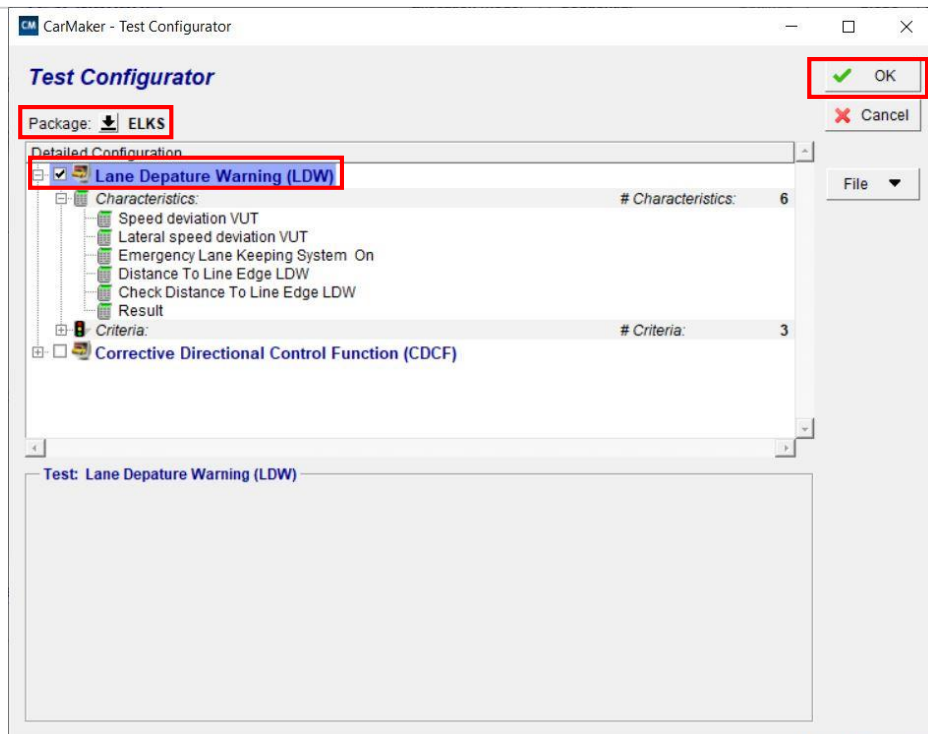 CM CarMaker - Test Configurator
Test Configurator
OK
Package: ELKS
Cancel
Detailed Configuration
Lane Depature Warning (LDW)
File
Characteristics: # Characteristics: 6
Speed deviation VUT
Lateral speed deviation VUT
Emergency Lane Keeping System On
Distance To Line Edge LDW
Check Distance To Line Edge LDW
Result
Criteria: # Criteria: 3
Corrective Directional Control Function (CDCF)
Test: Lane Depature Warning (LDW)